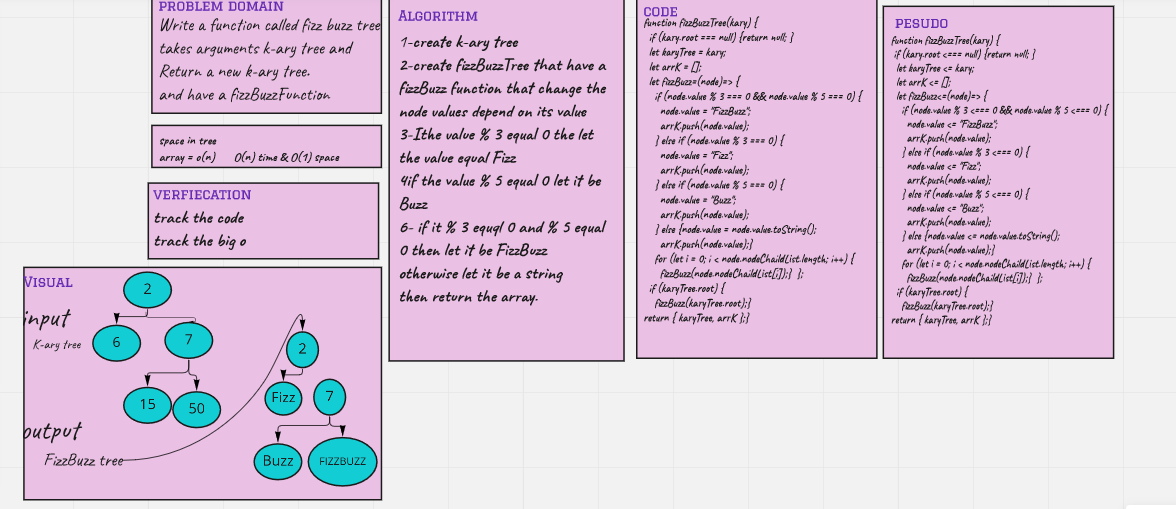 PROBLEM DOMAIN
Write a function called fizz buzz tree
takes arguments k-ary tree and
Return a new k-ary tree.
and have a fizzBuzzFunction
space in tree
array = o(n) O(n) time & O(1) space
VERFIECATION
track the code
track the big o
VISUAL
input
K-ary tree
2
6
7
15
50
output
FizzBuzz tree
2
Fizz
7
Buzz
FIZZBUZZ
ALGORITHM
1-create k-ary tree
2-create fizzBuzzTree that have a
fizzBuzz function that change the
node values depend on its value
3-Ithe value % 3 equal 0 the let
the value equal Fizz
4if the value % 5 equal 0 let it be
Buzz
6- if it % 3 equql 0 and % 5 equal
0 then let it be FizzBuzz
otherwise let it be a string
then return the array.
CODE
function fizzBuzzTree(kary) {
if (kary.root === null) {return null; }
let karyTree = kary;
let arrK = [];
let fizzBuzz=(node)=> {
if (node.value % 3 === 0 && node.value % 5 === 0) {
node.value = "FizzBuzz";
arrK.push(node.value);
} else if (node.value % 3 === 0) {
node.value = "Fizz";
arrK.push(node.value);
} else if (node.value % 5 === 0) {
node.value = "Buzz";
arrK.push(node.value);
} else {node.value = node.value.toString();
arrK.push(node.value);}
for (let i = 0; i < node.nodeChaildList.length; i++) {
fizzBuzz(node.nodeChaildList[i]);} };
if (karyTree.root) {
fizzBuzz(karyTree.root);}
return { karyTree, arrK };}
PESUDO
function fizzBuzzTree(kary) {
if (kary.root <=== null) {return null; }
let karyTree <= kary;
let arrK <= [];
let fizzBuzz<=(node)=> {
if (node.value % 3 <=== 0 && node.value % 5 <=== 0) {
node.value <= "FizzBuzz";
arrK.push(node.value);
} else if (node.value % 3 <=== 0) {
node.value <= "Fizz";
arrK.push(node.value);
} else if (node.value % 5 <=== 0) {
node.value <= "Buzz";
arrK.push(node.value);
} else {node.value <= node.value.toString();
arrK.push(node.value);}
for (let i = 0; i < node.nodeChaildList.length; i++) {
fizzBuzz(node.nodeChaildList[i]);} };
if (karyTree.root) {
fizzBuzz(karyTree.root);}
return { karyTree, arrK };}